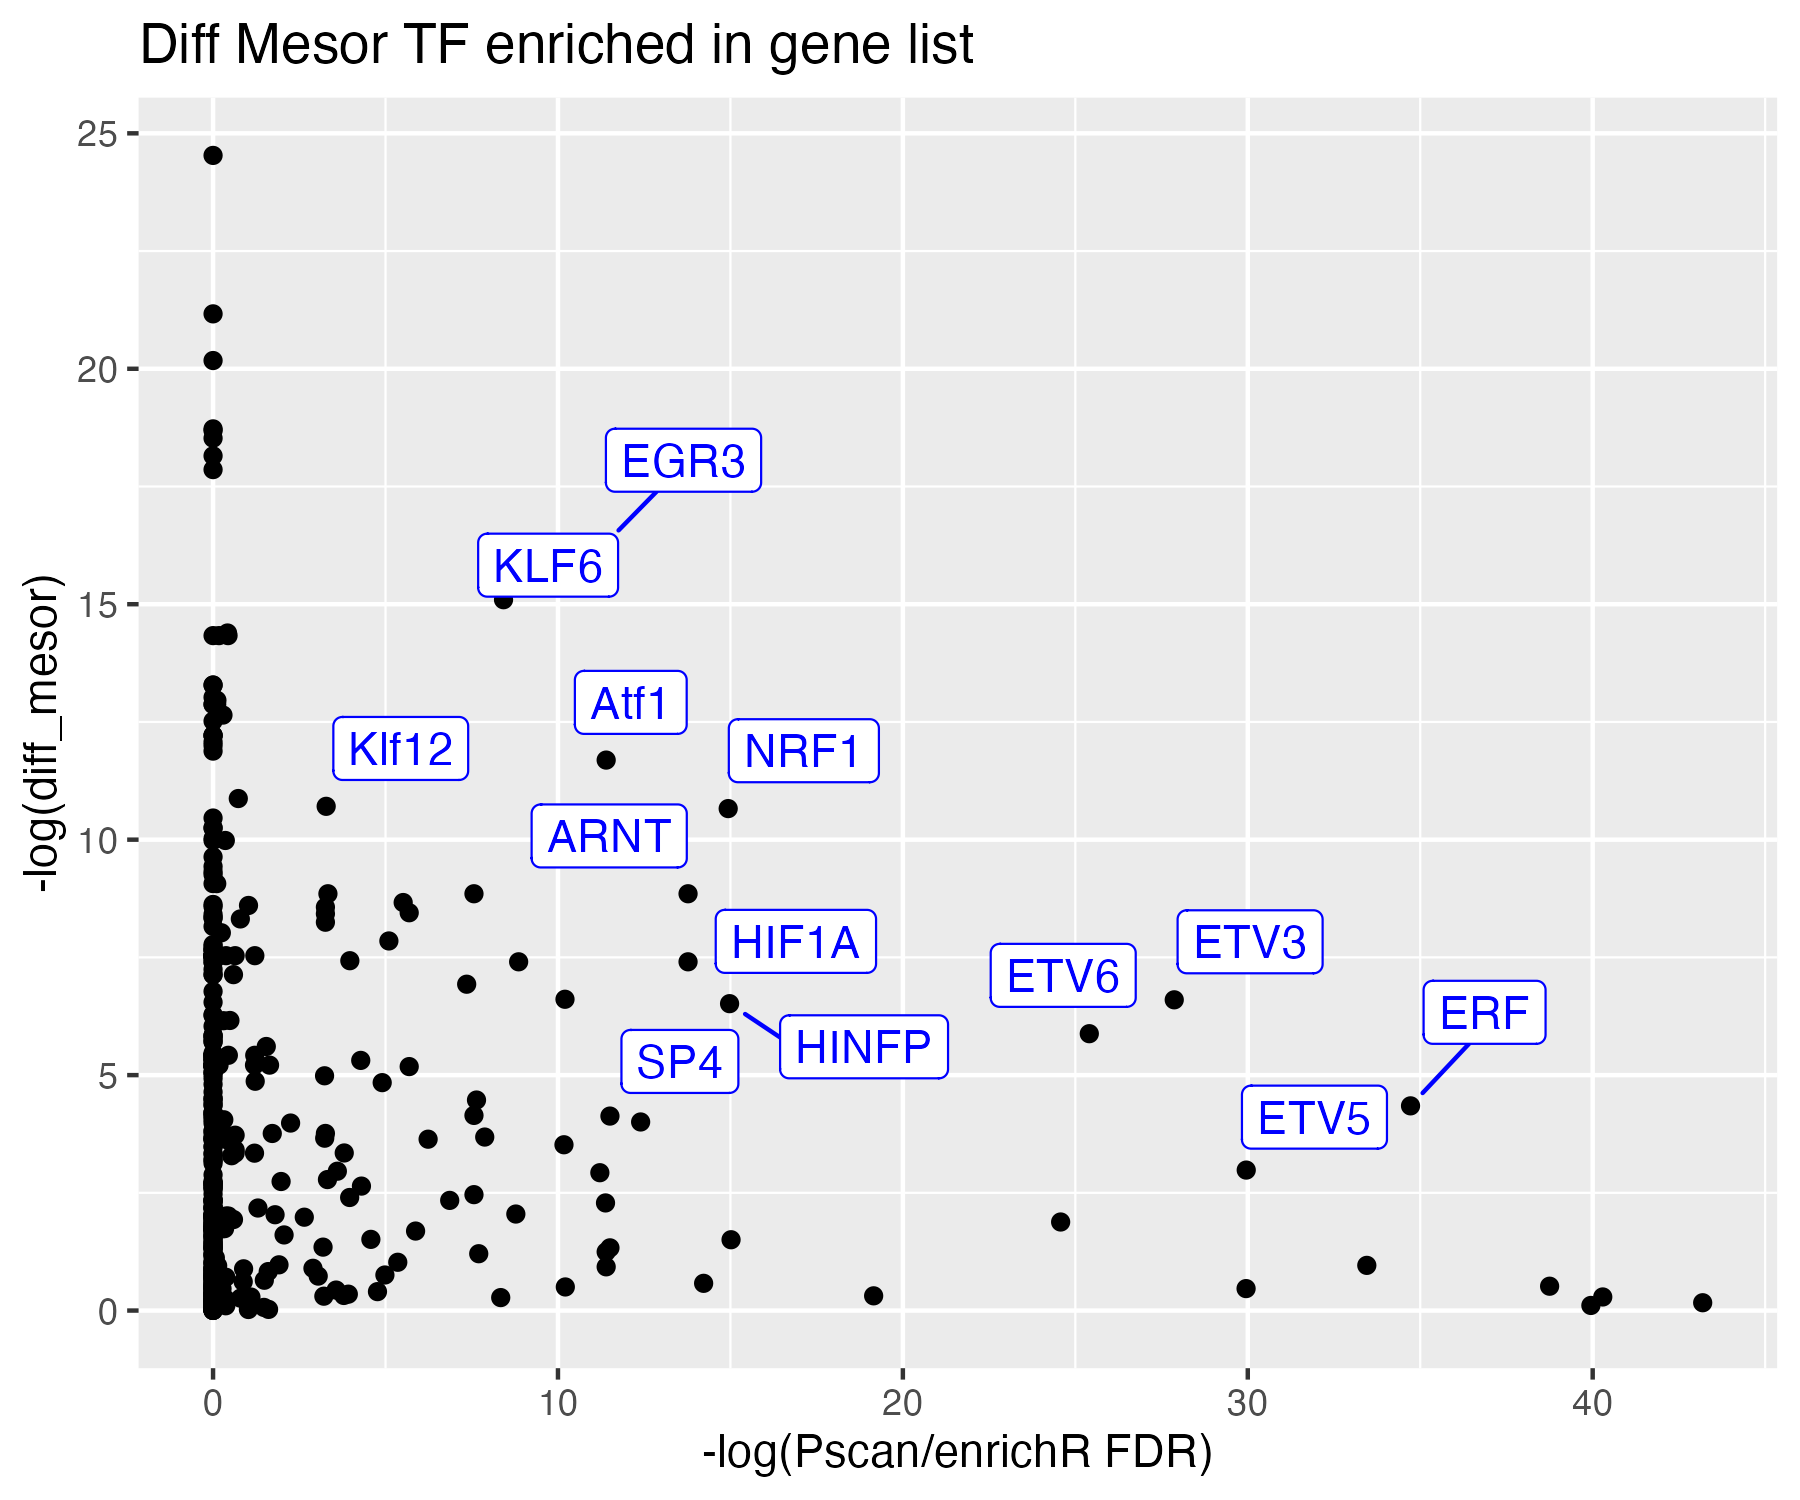 Diff Mesor TF enriched in gene list
25
20
15
10
5
0
-log(diff_mesor)
EGR3
KLF6
Atf1
Klf12
NRF1
ARNT
HIF1A
ETV3
ETV6
ERF
HINFP
SP4
ETV5
0 10 20 30 40
-log(Pscan/enrichR FDR)